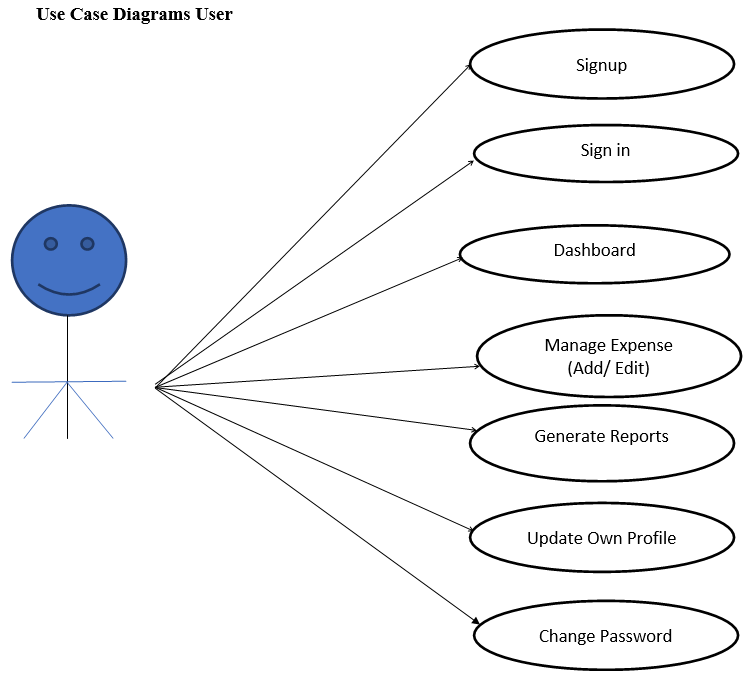 Use Case Diagrams User
Signup
Sign in
Dashboard
Manage Expense
(Add/ Edit)
Generate Reports
Update Own Profile
Change Password